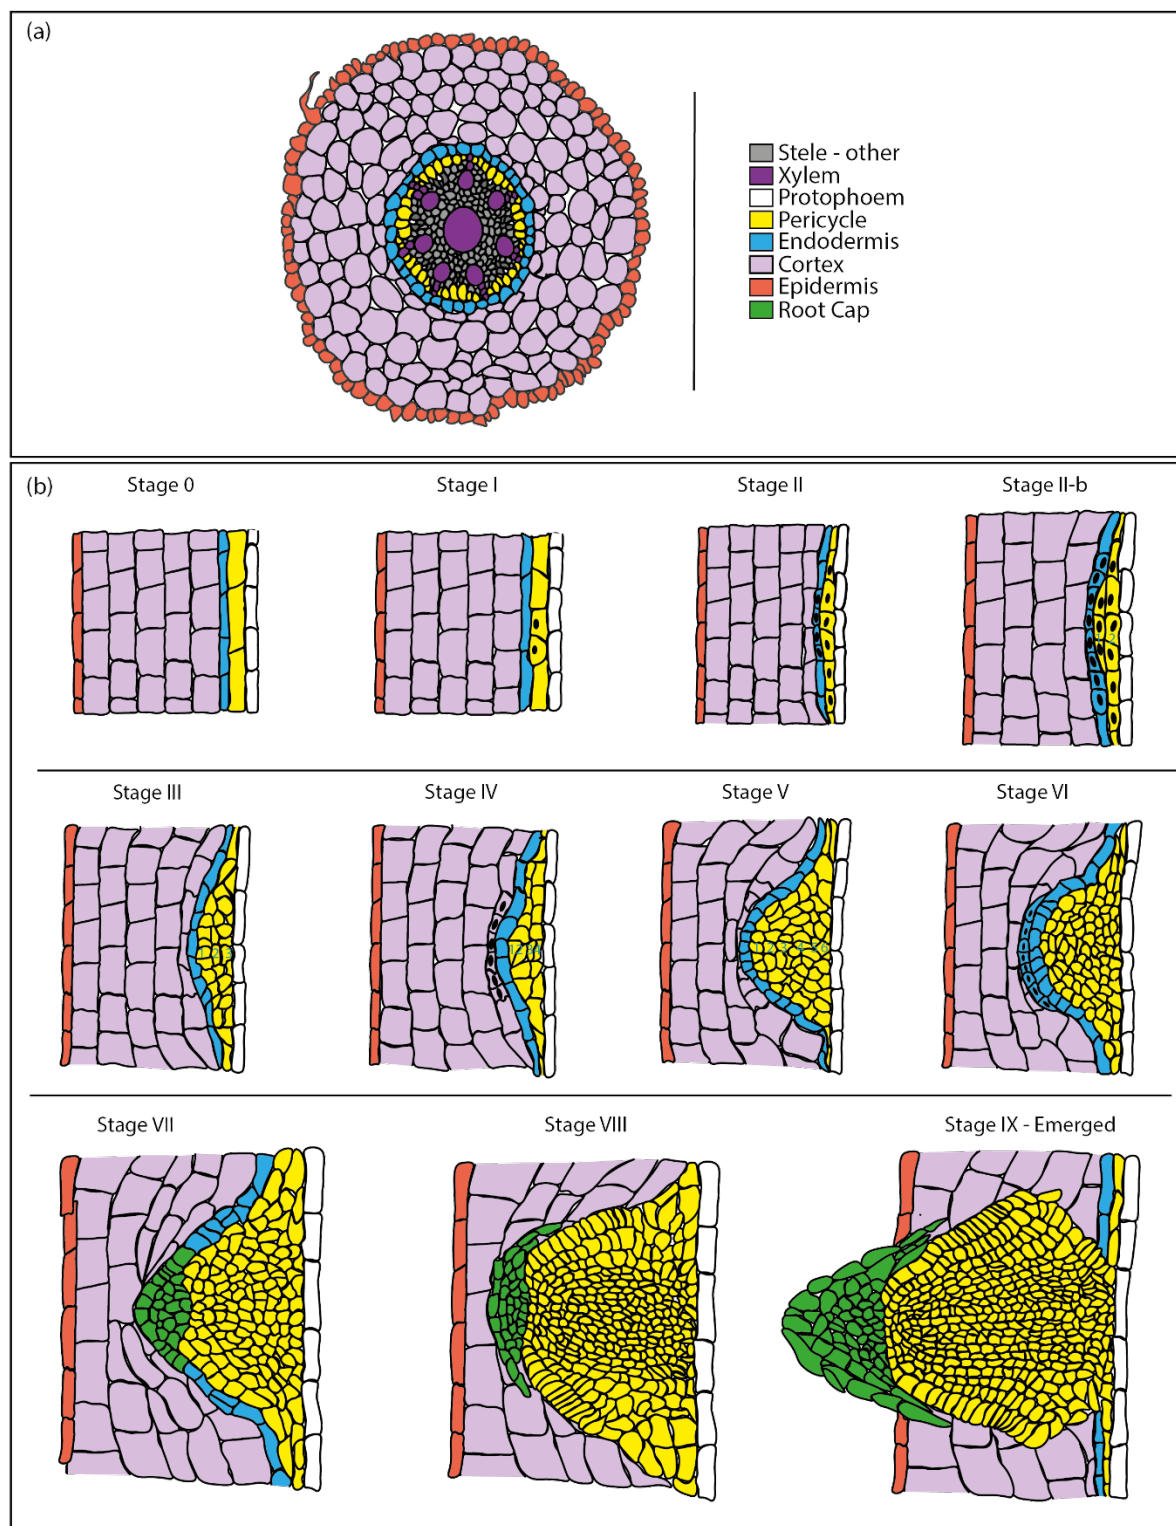 (a)
Stele - other
Xylem
Protophoem
Pericycle
Endodermis
Cortex
Epidermis
Root Cap
(b)
Stage 0
Stage I
Stage II
Stage II-b
Stage III
Stage IV
Stage V
Stage VI
Stage VII
Stage VIII
Stage IX - Emerged